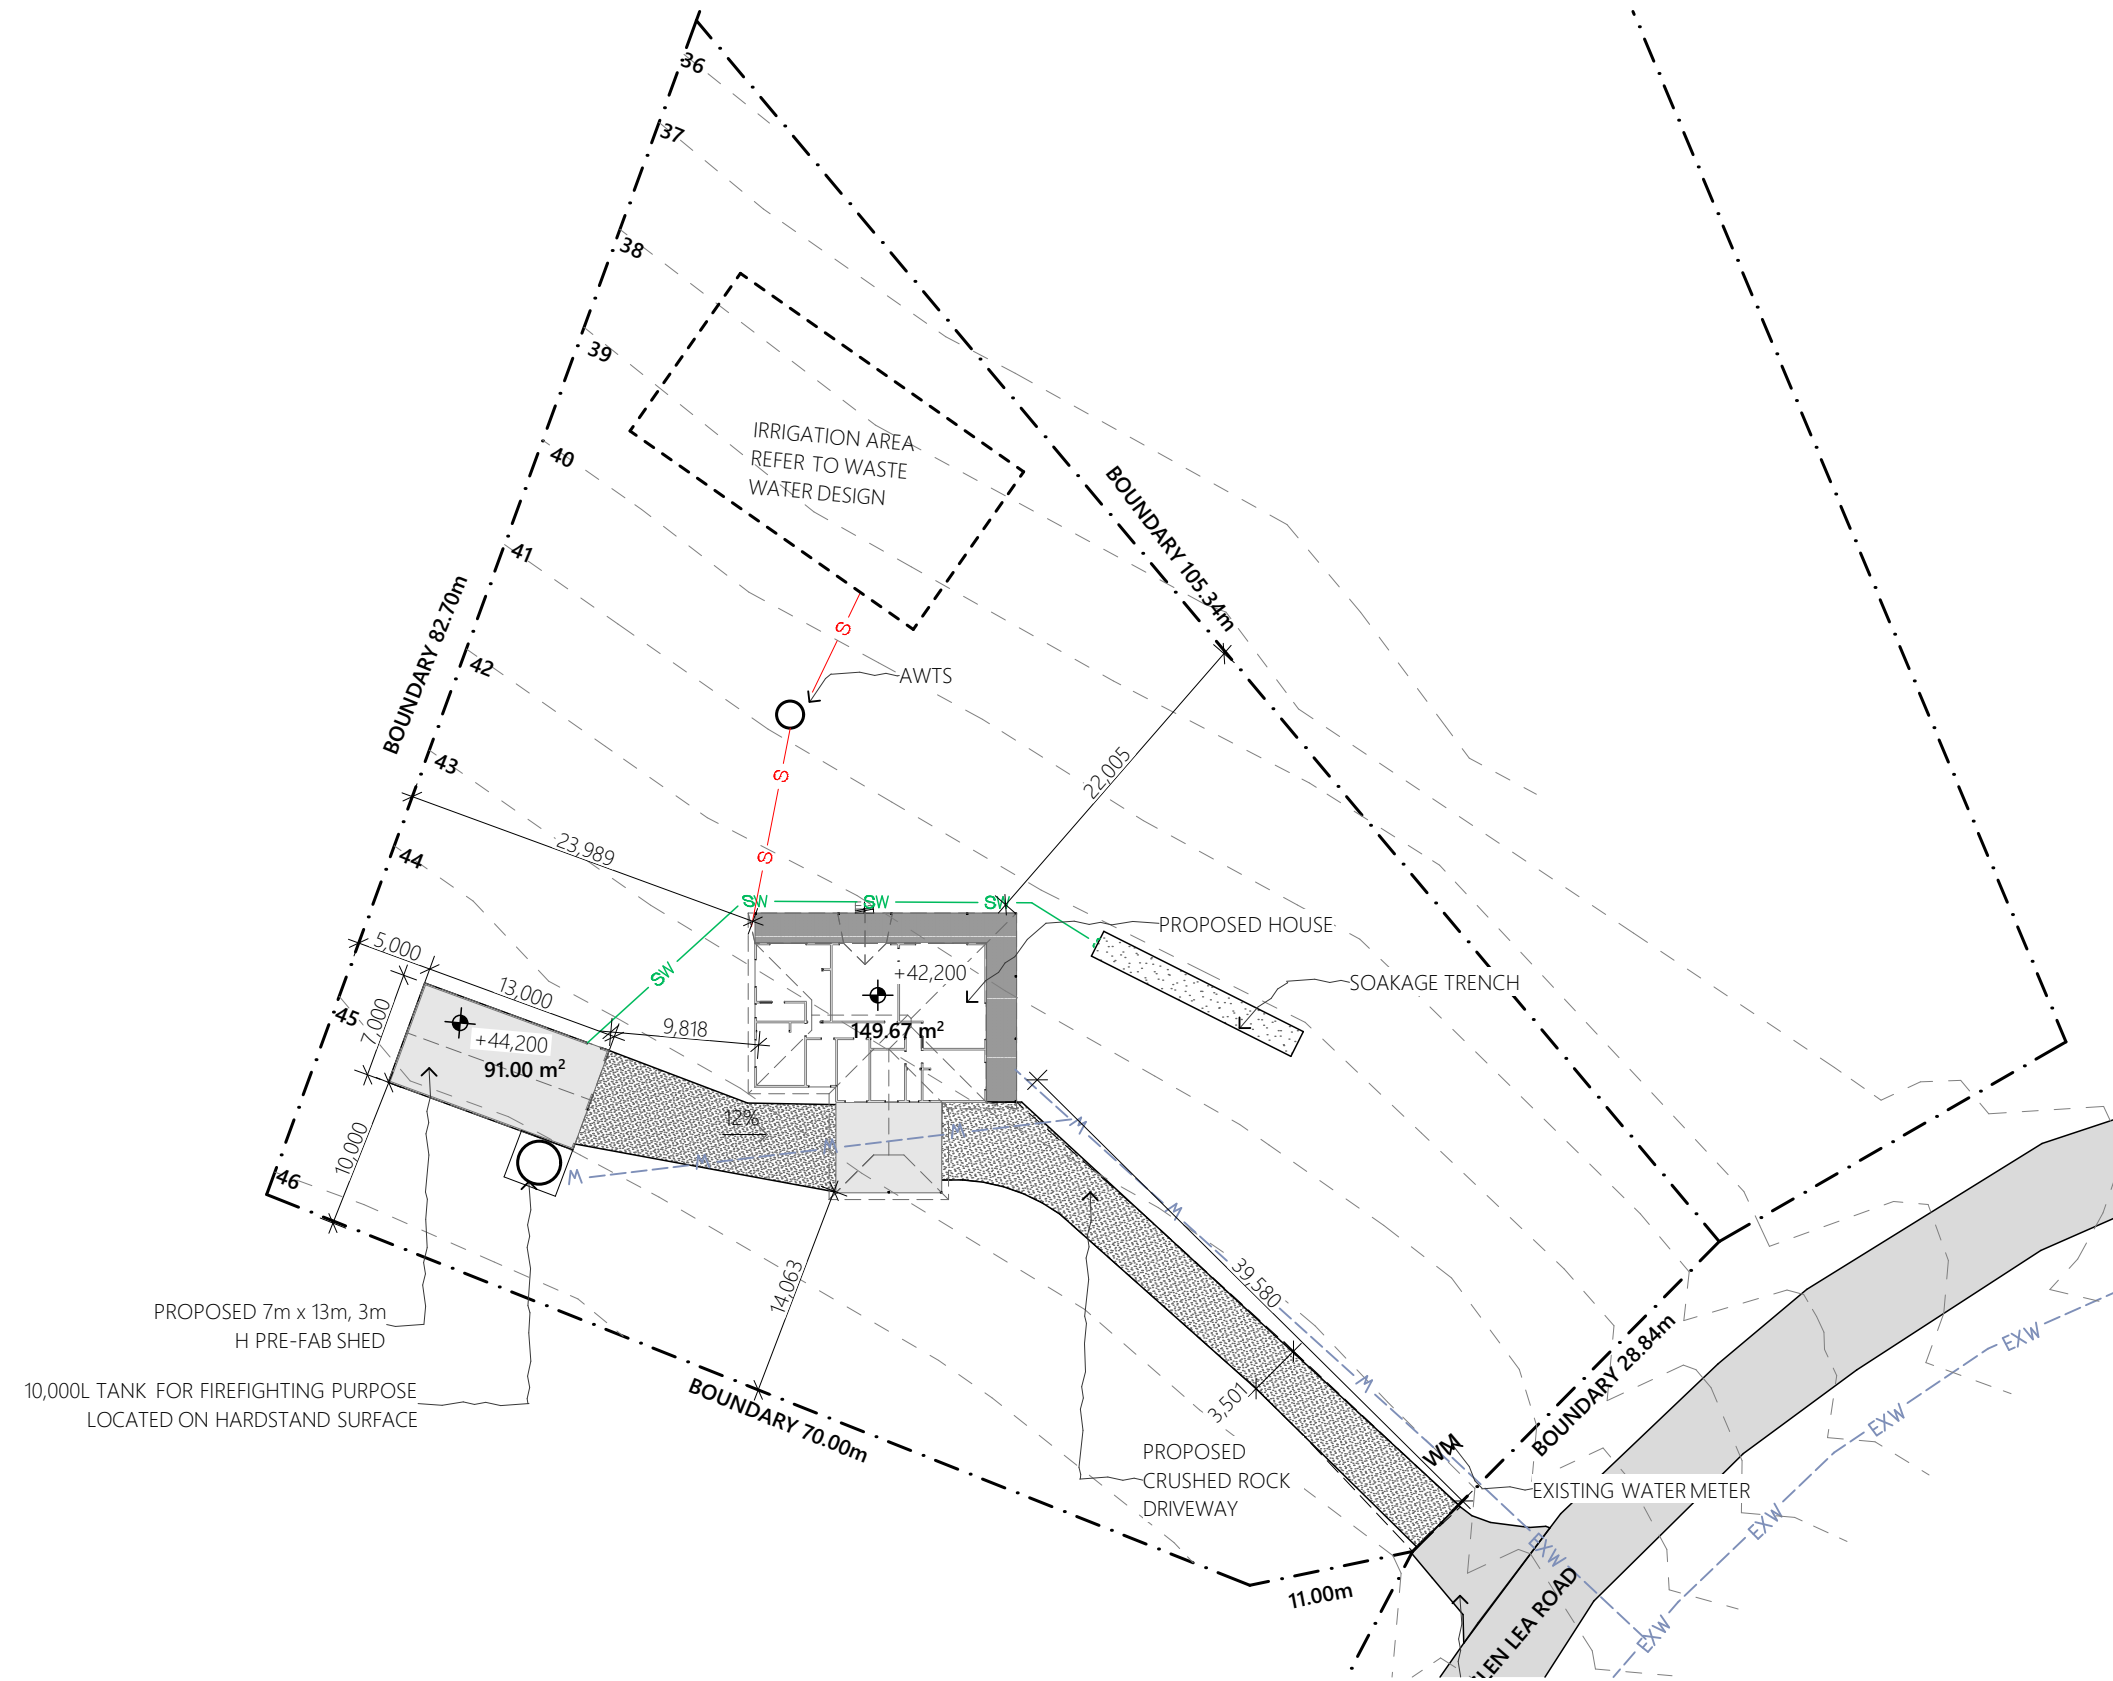 36
37
38
39
IRRIGATION AREA
REFER TO WASTE
WATER DESIGN
40
BOUNDARY 105.34m
41
S
BOUNDARY 82.70m
42
AWTS
43
22,005
S
23,989
S
44
SW
SW
SW
PROPOSED HOUSE
5,000
SW
+42,200
SOAKAGE TRENCH
13,000
45
7,000
9,818
149.67 m²
+44,200
91.00 m²
12%
W
W
W
W
W
10,000
46
W
39,580
14,063
PROPOSED 7m x 13m, 3m
H PRE-FAB SHED
BOUNDARY 28.84m
EXW
W
10,000L TANK FOR FIREFIGHTING PURPOSE
LOCATED ON HARDSTAND SURFACE
3,501
BOUNDARY 70.00m
EXW
WM
PROPOSED
CRUSHED ROCK
DRIVEWAY
EXISTING WATER METER
EXW
EXW
11.00m
LEN LEA ROAD
EXW